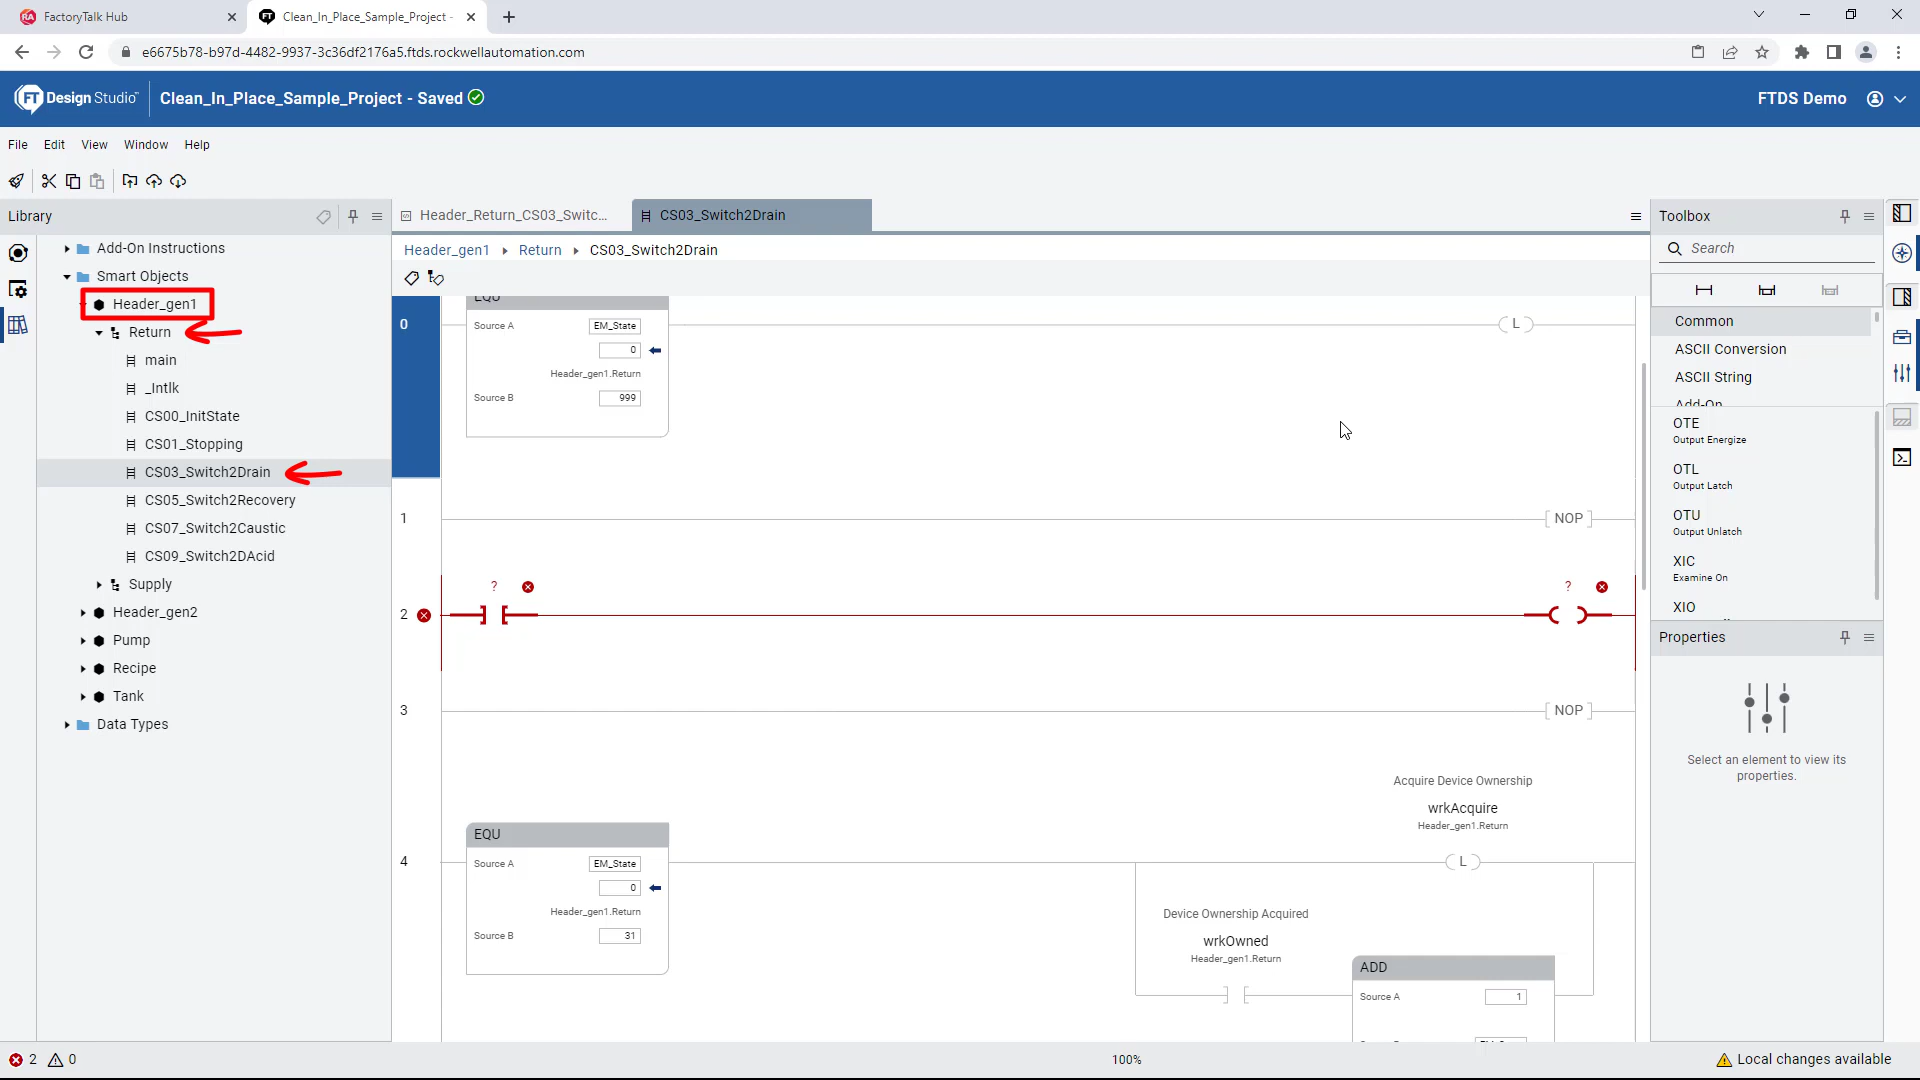 FactoryTalk Hub
Clean_In_Place_Sample_Project -
e6675b78-b97d-4482-9937-3c36df2176a5.ftds.rockwellautomation.com
FT Design Studio™
Clean_In_Place_Sample_Project - Saved
FTDS Demo
File Edit View Window Help
Library
Add-On Instructions
Smart Objects
Header_gen1
Return
main
_Intlk
CS00_InitState
CS01_Stopping
CS03_Switch2Drain
CS05_Switch2Recovery
CS07_Switch2Caustic
CS09_Switch2DAcid
Supply
Header_gen2
Pump
Recipe
Tank
Data Types
Header_Return_CS03_Switc...
CS03_Switch2Drain
Header_gen1 Return CS03_Switch2Drain
0
EQU
Source A EM_State
0
Header_gen1.Return
Source B 999
L
1
NOP
2
?
?
3
NOP
4
EQU
Source A EM_State
0
Header_gen1.Return
Source B 31
Acquire Device Ownership
wrkAcquire
Header_gen1.Return
L
Device Ownership Acquired
wrkOwned
Header_gen1.Return
ADD
Source A 1
Toolbox
Search
Common
ASCII Conversion
ASCII String
Add-On
OTE
Output Energize
OTL
Output Latch
OTU
Output Unlatch
XIC
Examine On
XIO
Properties
Select an element to view its
properties.
2 0
100%
Local changes available